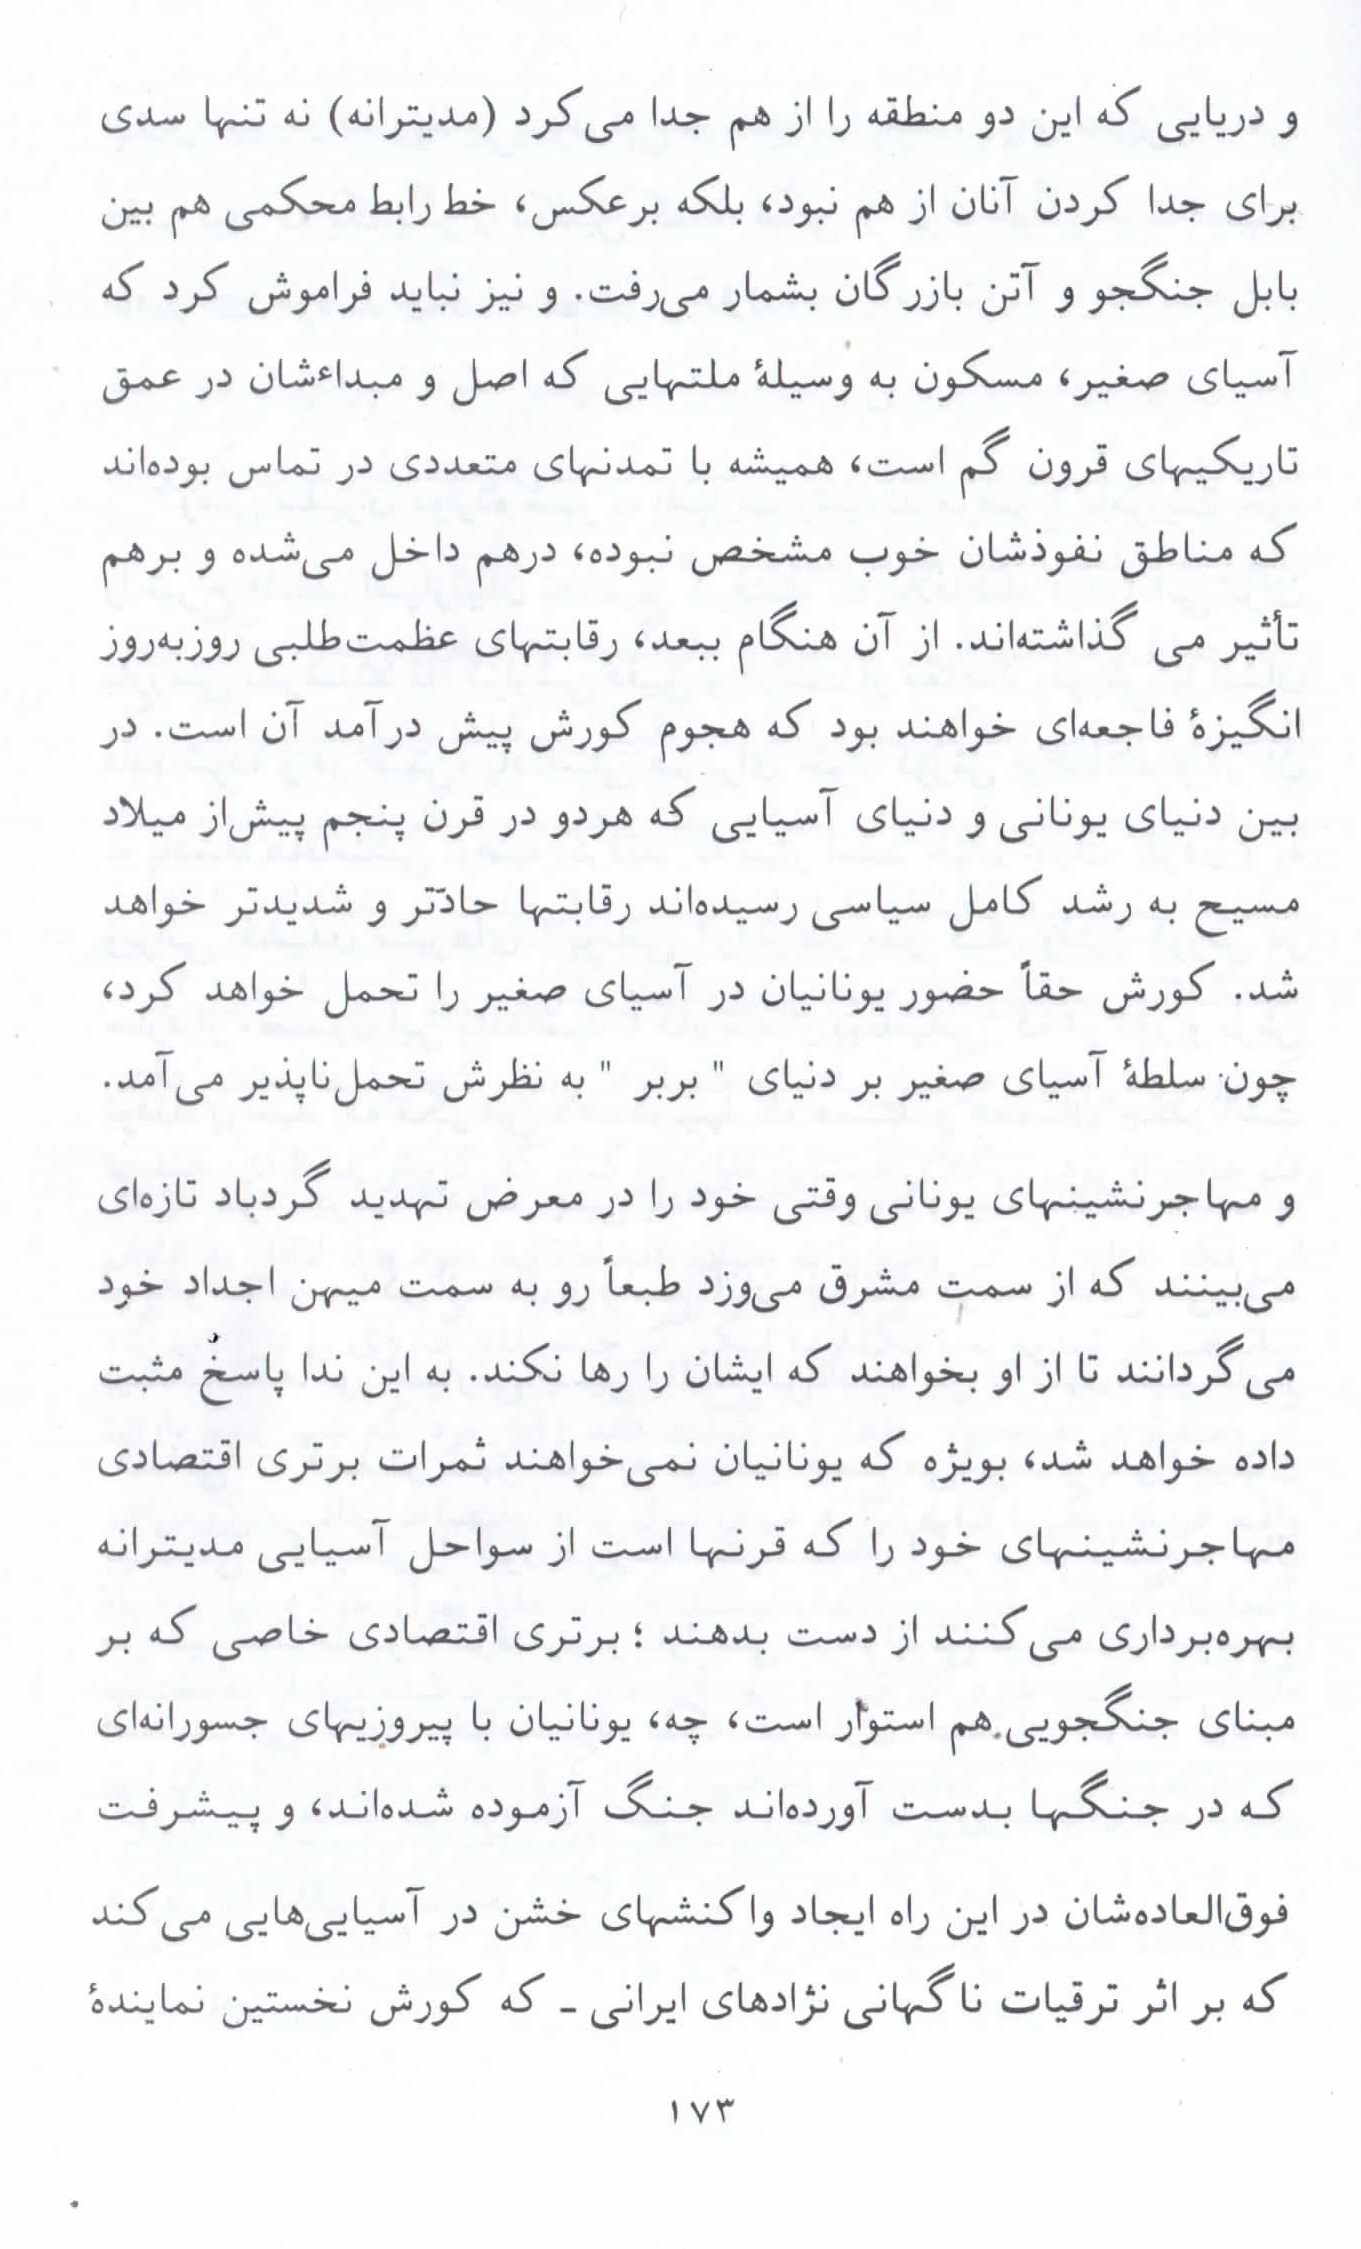 و دریایی که این دو منطقه را از هم جدا می‌کرد (مدیترانه) نه تنها سدی
برای جدا کردن آنان از هم نبود، بلکه برعکس، خط رابط محکمی هم بین
بابل جنگجو و آتن بازرگان بشمار می‌رفت. و نیز نباید فراموش کرد که
آسیای صغیر، مسکون به وسیلهٔ ملتهایی که اصل و مبداءشان در عمق
تاریکیهای قرون گم است، همیشه با تمدنهای متعددی در تماس بوده‌اند
که مناطق نفوذشان خوب مشخص نبوده، درهم داخل می‌شده و برهم
تأثیر می گذاشته‌اند. از آن هنگام ببعد، رقابتهای عظمت‌طلبی روزبه‌روز
انگیزهٔ فاجعه‌ای خواهند بود که هجوم کورش پیش درآمد آن است. در
بین دنیای یونانی و دنیای آسیایی که هردو در قرن پنجم پیش‌از میلاد
مسیح به رشد کامل سیاسی رسیده‌اند رقابتها حادّتر و شدیدتر خواهد
شد. کورش حقاً حضور یونانیان در آسیای صغیر را تحمل خواهد کرد،
چون سلطهٔ آسیای صغیر بر دنیای " بربر " به نظرش تحمل‌ناپذیر می‌آمد.
و مهاجرنشینهای یونانی وقتی خود را در معرض تهدید گردباد تازه‌ای
می‌بینند که از سمت مشرق می‌وزد طبعاً رو به سمت میهن اجداد خود
می‌گردانند تا از او بخواهند که ایشان را رها نکند. به این ندا پاسخ مثبت
داده خواهد شد، بویژه که یونانیان نمی‌خواهند ثمرات برتری اقتصادی
مهاجرنشینهای خود را که قرنها است از سواحل آسیایی مدیترانه
بهره‌برداری می‌کنند از دست بدهند ؛ برتری اقتصادی خاصی که بر
مبنای جنگجویی هم استوار است، چه، یونانیان با پیروزیهای جسورانه‌ای
که در جنگها بدست آورده‌اند جنگ آزموده شده‌اند، و پیشرفت
فوق‌العاده‌شان در این راه ایجاد واکنشهای خشن در آسیایی‌هایی می‌کند
که بر اثر ترقیات ناگهانی نژادهای ایرانی ـ که کورش نخستین نمایندهٔ
۱۷۳